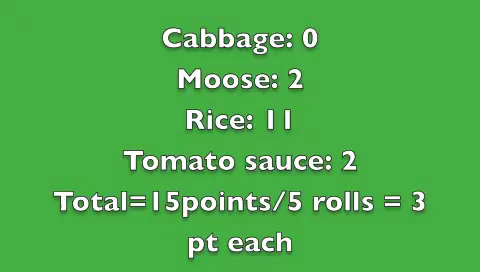 Cabbage: 0
Moose: 2
Rice: 11
Tomato sauce: 2
Total=15points/5 rolls = 3
pt each